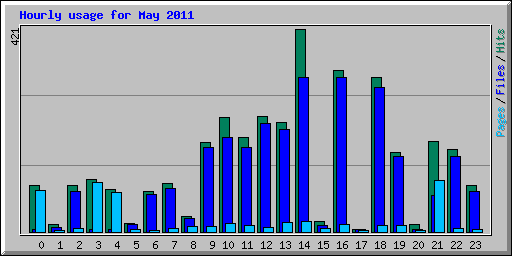 Hourly usage for May 2011
421
Pages / Files / Hits
0 1 2 3 4 5 6 7 8 9 10 11 12 13 14 15 16 17 18 19 20 21 22 23